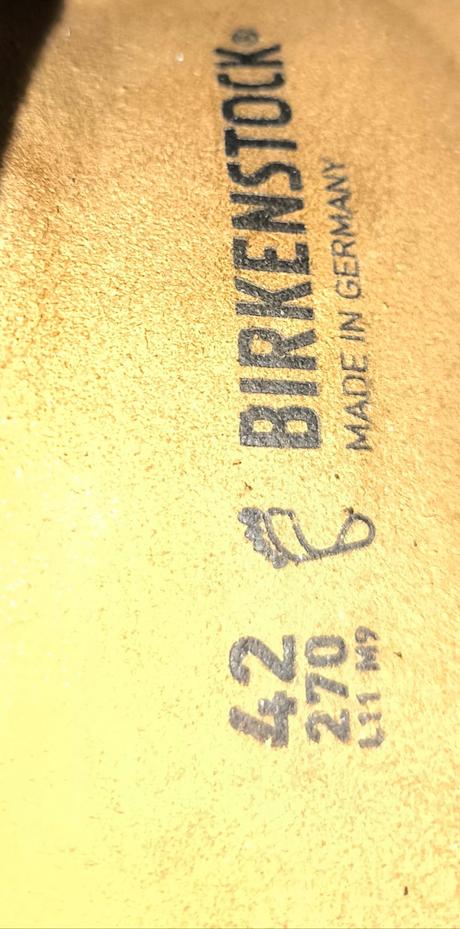 BIRKENSTOCK®
MADE IN GERMANY
42
270
L11 M9